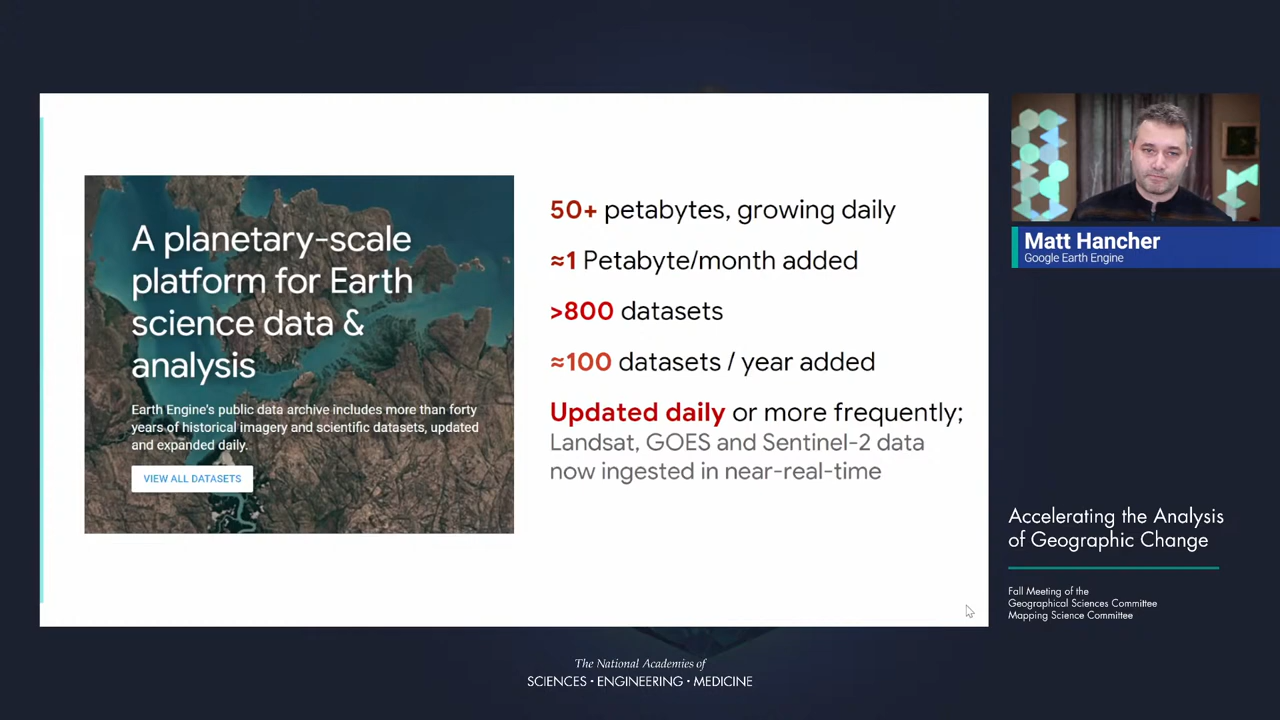 A planetary-scale
platform for Earth
science data &
analysis
Earth Engine's public data archive includes more than forty
years of historical imagery and scientific datasets, updated
and expanded daily.
VIEW ALL DATASETS
50+ petabytes, growing daily
≈1 Petabyte/month added
>800 datasets
≈100 datasets / year added
Updated daily or more frequently;
Landsat, GOES and Sentinel-2 data
now ingested in near-real-time
Matt Hancher
Google Earth Engine
Accelerating the Analysis
of Geographic Change
Fall Meeting of the
Geographical Sciences Committee
Mapping Science Committee
The National Academies of
SCIENCES · ENGINEERING · MEDICINE